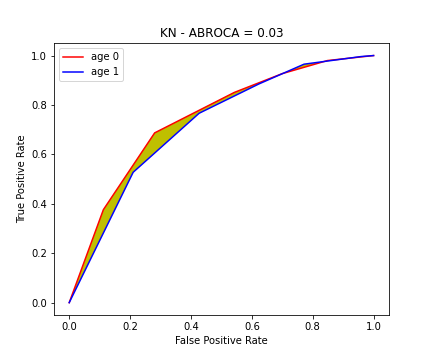 KN - ABROCA = 0.03
age 0
age 1
True Positive Rate
1.0
0.8
0.6
0.4
0.2
0.0
0.0 0.2 0.4 0.6 0.8 1.0
False Positive Rate